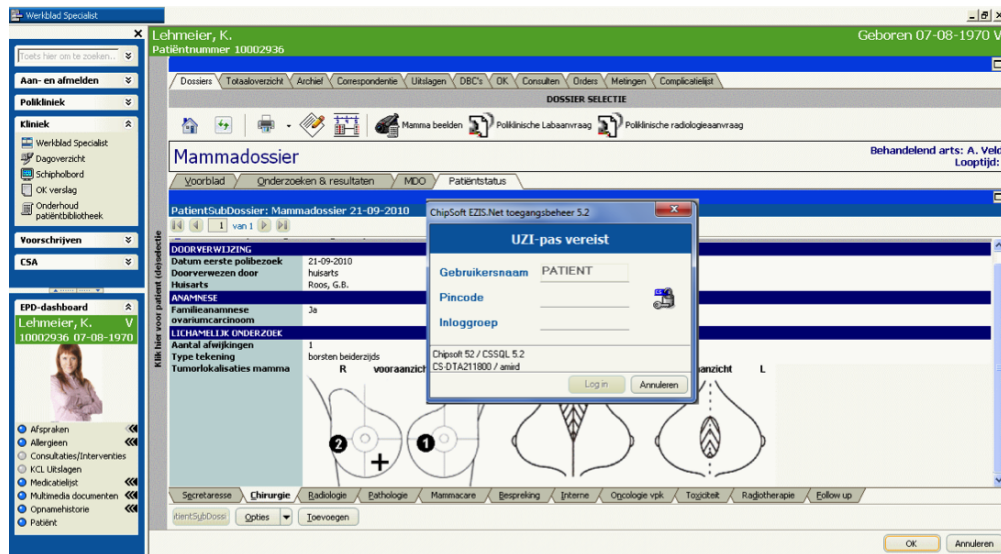 Werkblad Specialist
Toets hier om te zoeken...
Aan- en afmelden
Polikliniek
Kliniek
Werkblad Specialist
Dagoverzicht
Schipholbord
OK verslag
Onderhoud
patiëntbibliotheek
Voorschrijven
CSA
EPD-dashboard
Lehmeier, K. V
10002936 07-08-1970
Afspraken
Allergieen
Consultaties/Interventies
KCL Uitslagen
Medicatielijst
Multimedia documenten
Opnamehistorie
Patiënt
Lehmeier, K. Geboren 07-08-1970 V
Patiëntnummer 10002936
Dossiers Totaaloverzicht Archief Correspondentie Uitslagen DBC's OK Consulten Orders Metingen Complicatielijst
DOSSIER SELECTIE
Mamma beelden Poliklinische Labaanvraag Poliklinische radiologieaanvraag
Mammadossier
Behandelend arts: A. Veld
Looptijd:
Voorblad Onderzoeken & resultaten MDO Patiëntstatus
Klik hier voor patient (de)selectie
PatientSubDossier: Mammadossier 21-09-2010
1 van 1
DOORVERWIJZING
Datum eerste polibezoek 21-09-2010
Doorverwezen door huisarts
Huisarts Roos, G.B.
ANAMNESE
Familieanamnese Ja
ovariumcarcinoom
LICHAMELIJK ONDERZOEK
Aantal afwijkingen 1
Type tekening borsten beiderzijds
Tumorlokalisaties mamma R vooraanzicht L
2 1
ChipSoft EZIS.Net toegangsbeheer 5.2
UZI-pas vereist
Gebruikersnaam PATIENT
Pincode
Inloggroep
Chipsoft 52 / CSSQL 5.2
CS-DTA211800 / amird
Log in Annuleren
Secretaresse Chirurgie Radiologie Pathologie Mammacare Bespreking Interne Oncologie vpk Toxiciteit Radiotherapie Follow up
Opties Toevoegen
OK Annuleren